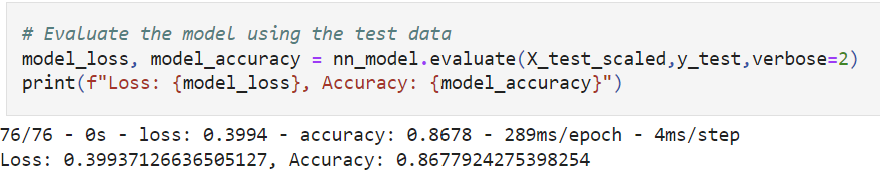 # Evaluate the model using the test data
model_loss, model_accuracy = nn_model.evaluate(X_test_scaled,y_test,verbose=2)
print(f"Loss: {model_loss}, Accuracy: {model_accuracy}")
76/76 - 0s - loss: 0.3994 - accuracy: 0.8678 - 289ms/epoch - 4ms/step
Loss: 0.39937126636505127, Accuracy: 0.8677924275398254